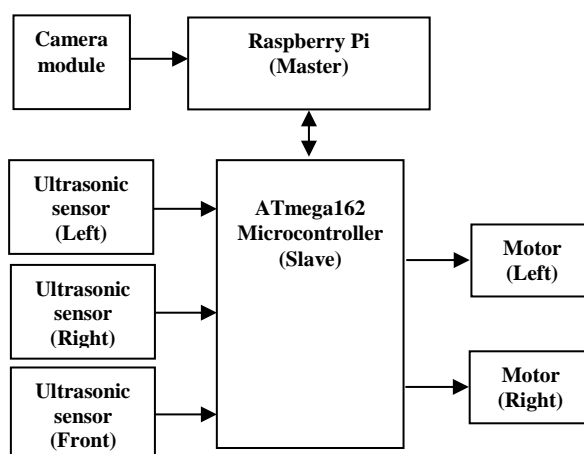 Camera
module
Raspberry Pi
(Master)
Ultrasonic
sensor
(Left)
ATmega162
Microcontroller
(Slave)
Motor
(Left)
Ultrasonic
sensor
(Right)
Motor
(Right)
Ultrasonic
sensor
(Front)